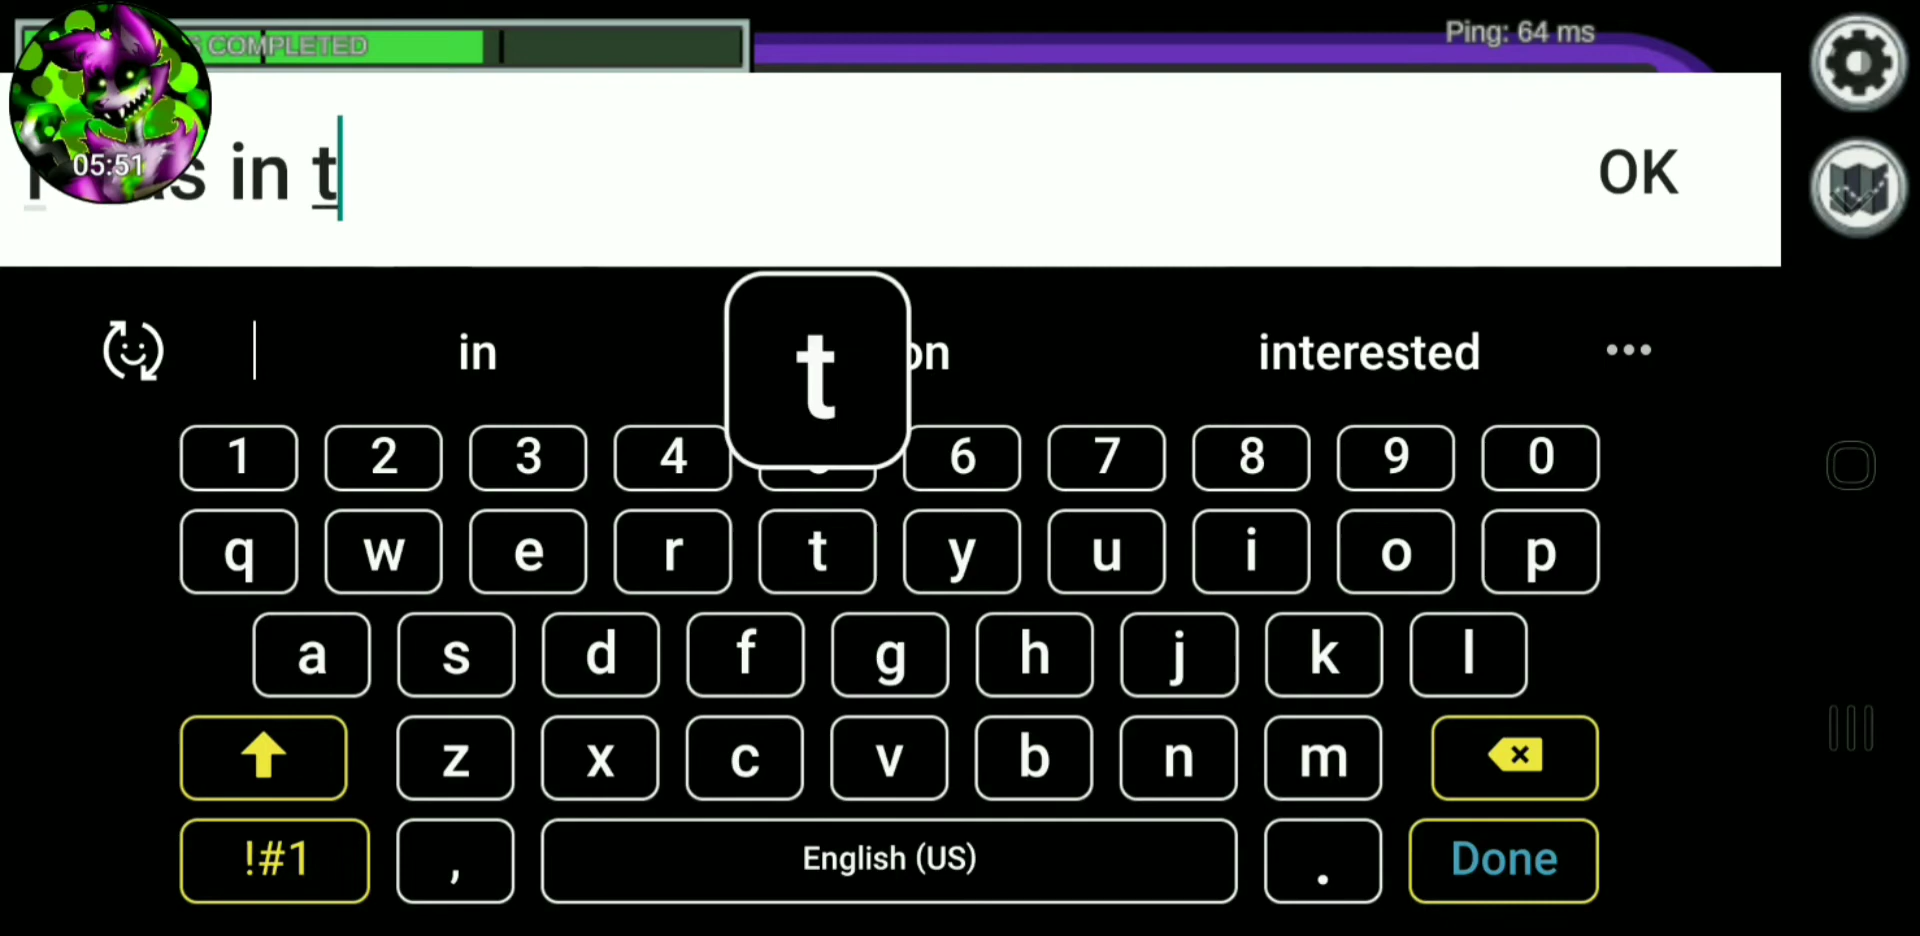 COMPLETED
Ping: 64 ms
05:51
in t
OK
in
on
interested
t
1 2 3 4 6 7 8 9 0
q w e r t y u i o p
a s d f g h j k l
z x c v b n m
!#1 , English (US) . Done